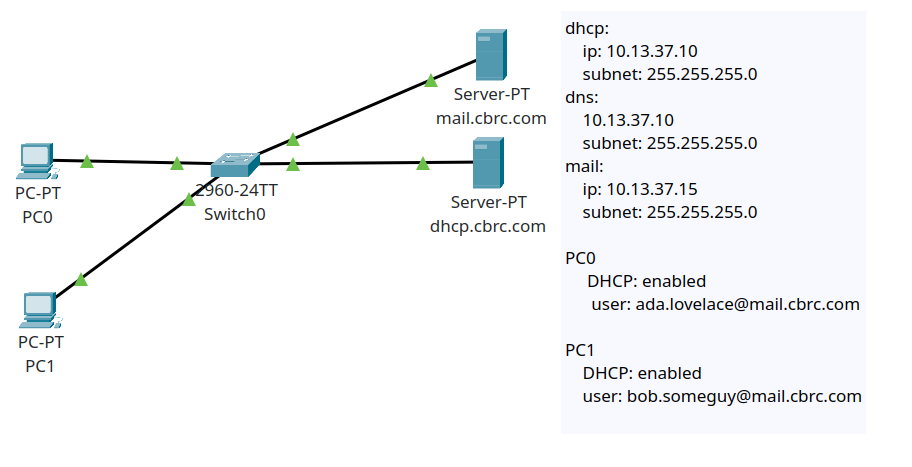 Server-PT
mail.cbrc.com
PC-PT
PC0
2960-24TT
Switch0
Server-PT
dhcp.cbrc.com
PC-PT
PC1
dhcp:
ip: 10.13.37.10
subnet: 255.255.255.0
dns:
10.13.37.10
subnet: 255.255.255.0
mail:
ip: 10.13.37.15
subnet: 255.255.255.0
PC0
DHCP: enabled
user: ada.lovelace@mail.cbrc.com
PC1
DHCP: enabled
user: bob.someguy@mail.cbrc.com